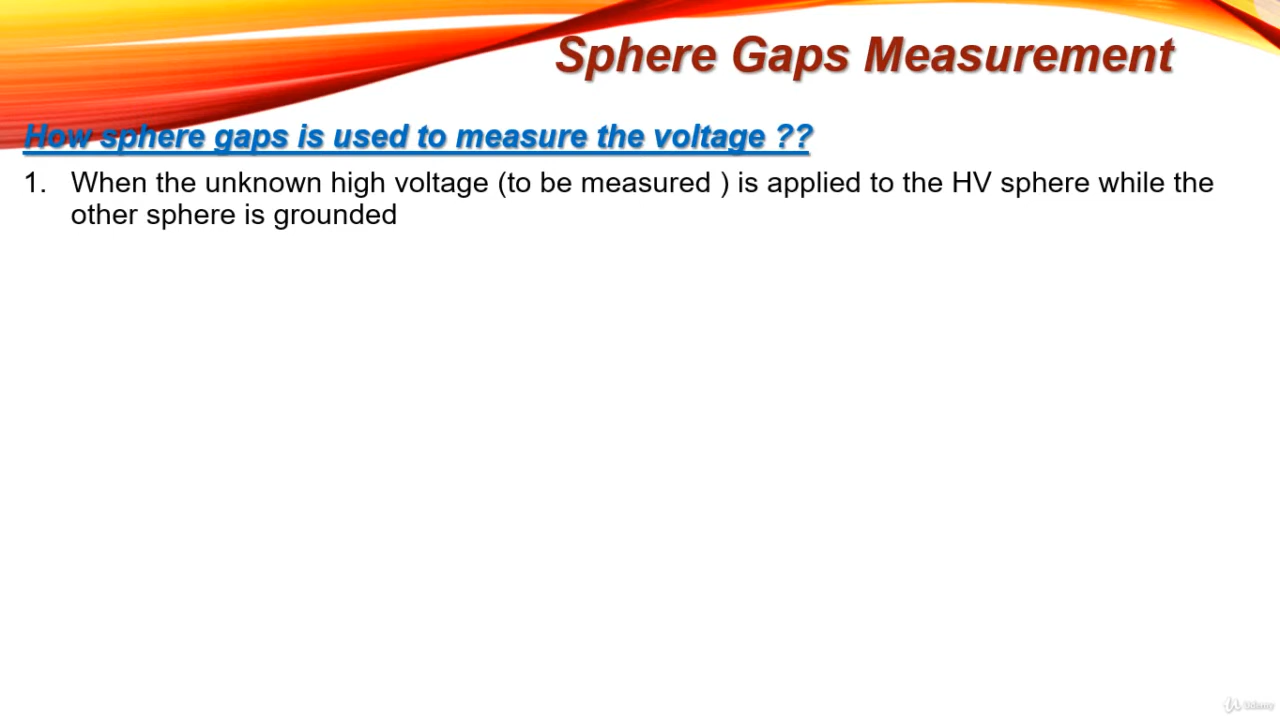 Sphere Gaps Measurement
How sphere gaps is used to measure the voltage ??
1. When the unknown high voltage (to be measured ) is applied to the HV sphere while the
other sphere is grounded
Udemy